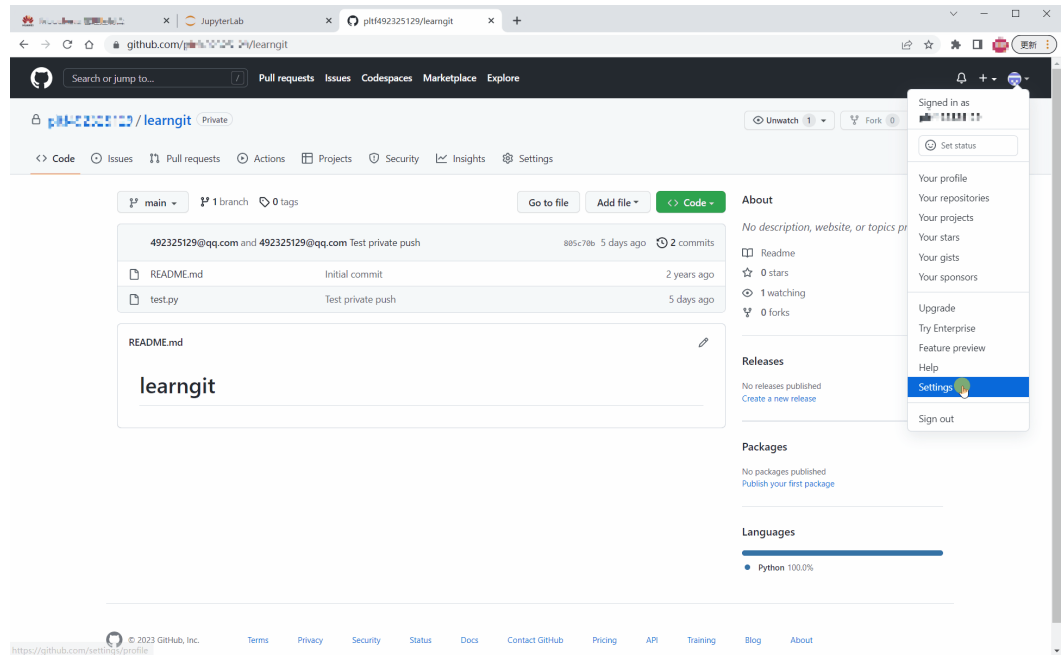 JupyterLab
pltf492325129/learngit
github.com/p /learngit
更新
Search or jump to...
/
Pull requests Issues Codespaces Marketplace Explore
Signed in as
/ learngit Private
Unwatch 1
Fork 0
Set status
Code Issues Pull requests Actions Projects Security Insights Settings
Your profile
Your repositories
Your projects
Your stars
Your gists
Your sponsors
Upgrade
Try Enterprise
Feature preview
Help
Settings
Sign out
main 1 branch 0 tags Go to file Add file Code
492325129@qq.com and 492325129@qq.com Test private push 805c70b 5 days ago 2 commits
README.md Initial commit 2 years ago
test.py Test private push 5 days ago
README.md
learngit
About
No description, website, or topics
Readme
0 stars
1 watching
0 forks
Releases
No releases published
Create a new release
Packages
No packages published
Publish your first package
Languages
Python 100.0%
© 2023 GitHub, Inc. Terms Privacy Security Status Docs Contact GitHub Pricing API Training Blog About
https://github.com/settings/profile